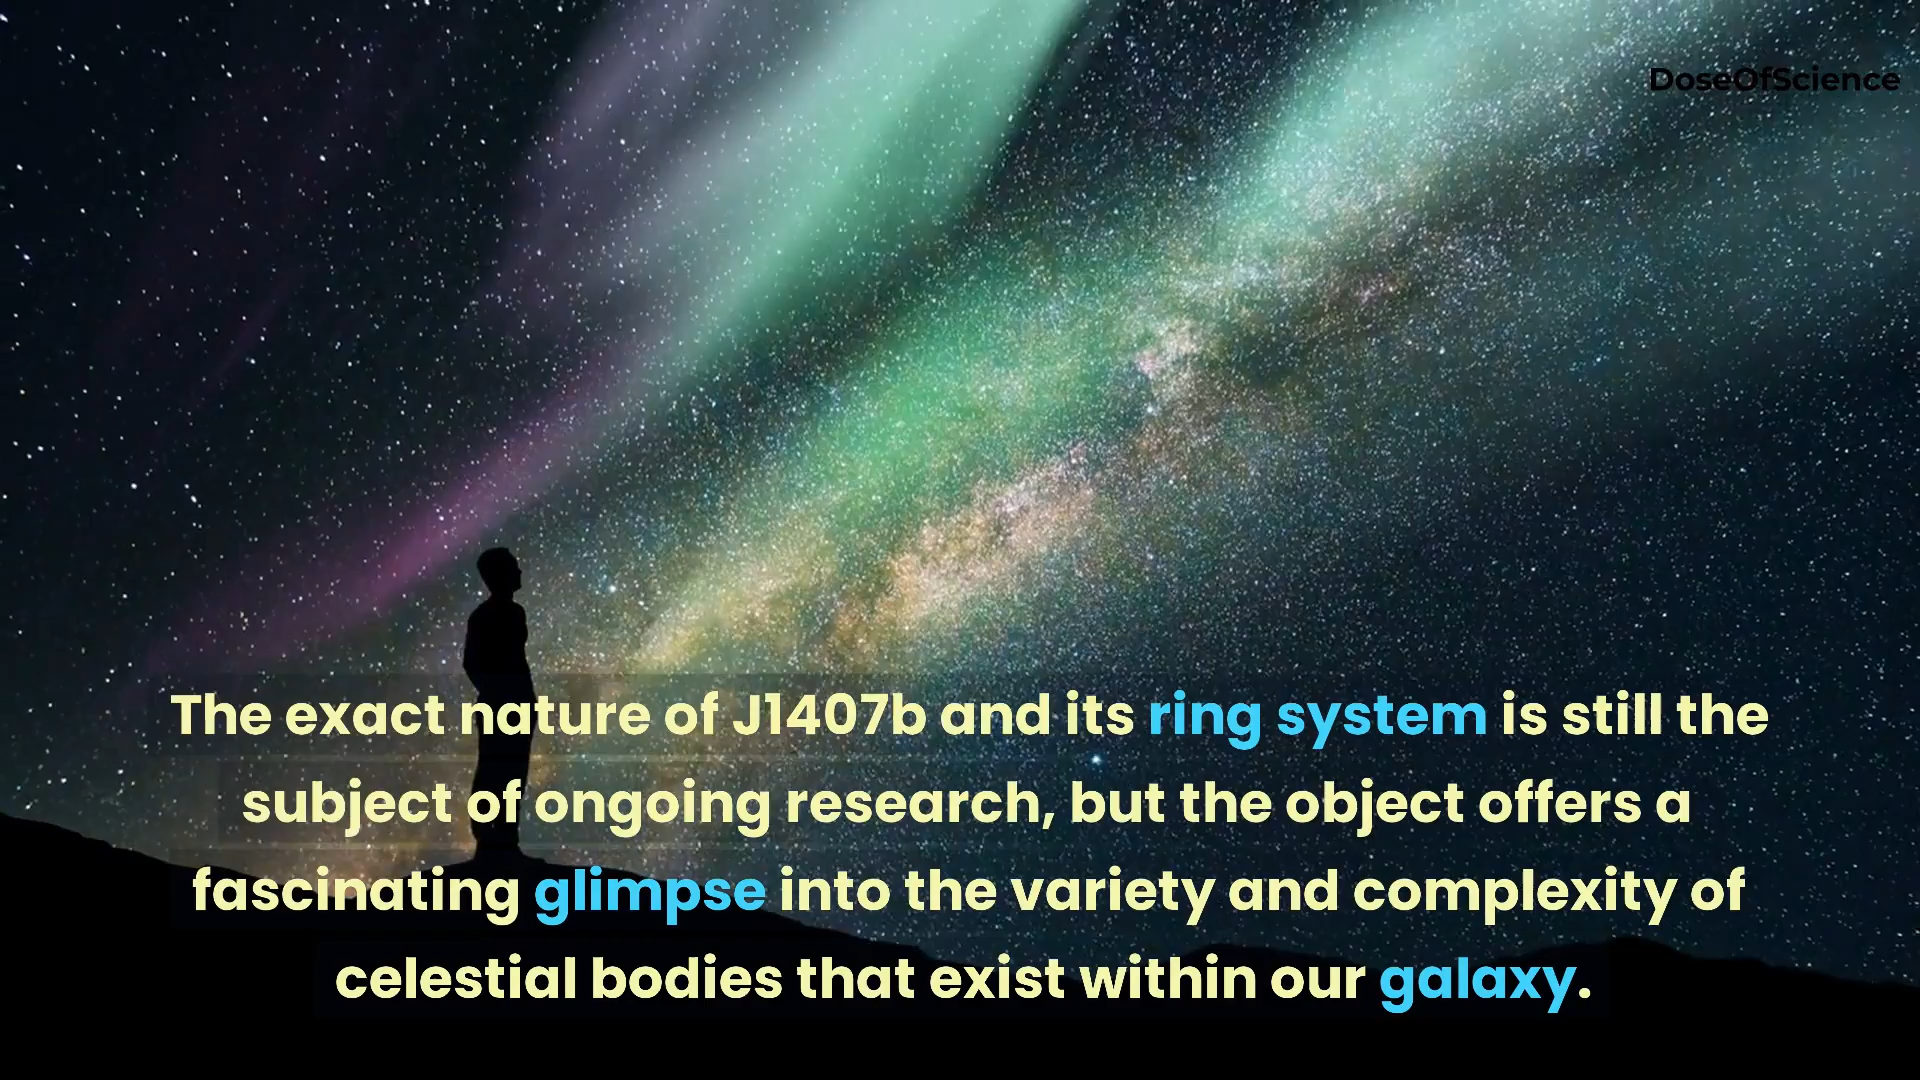 DoseOfScience
The exact nature of J1407b and its ring system is still the
subject of ongoing research, but the object offers a
fascinating glimpse into the variety and complexity of
celestial bodies that exist within our galaxy.